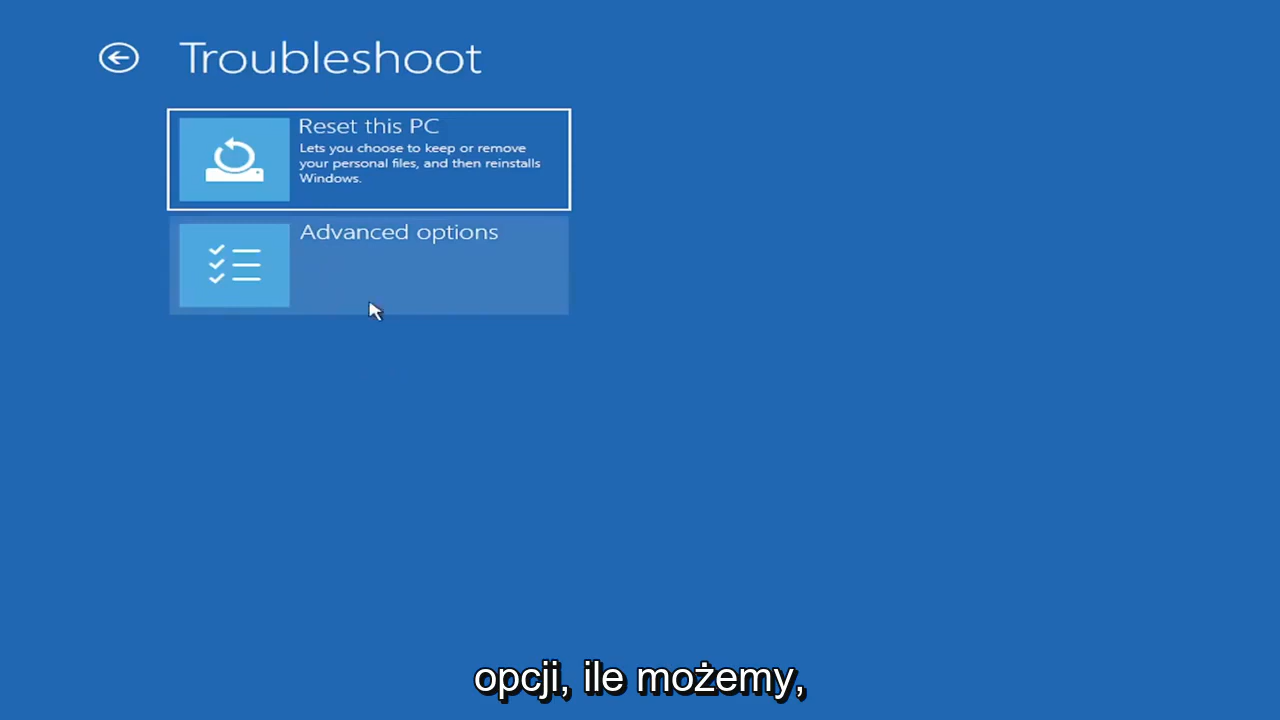 Troubleshoot
Reset this PC
Lets you choose to keep or remove
your personal files, and then reinstalls
Windows.
Advanced options
opcji, ile możemy,